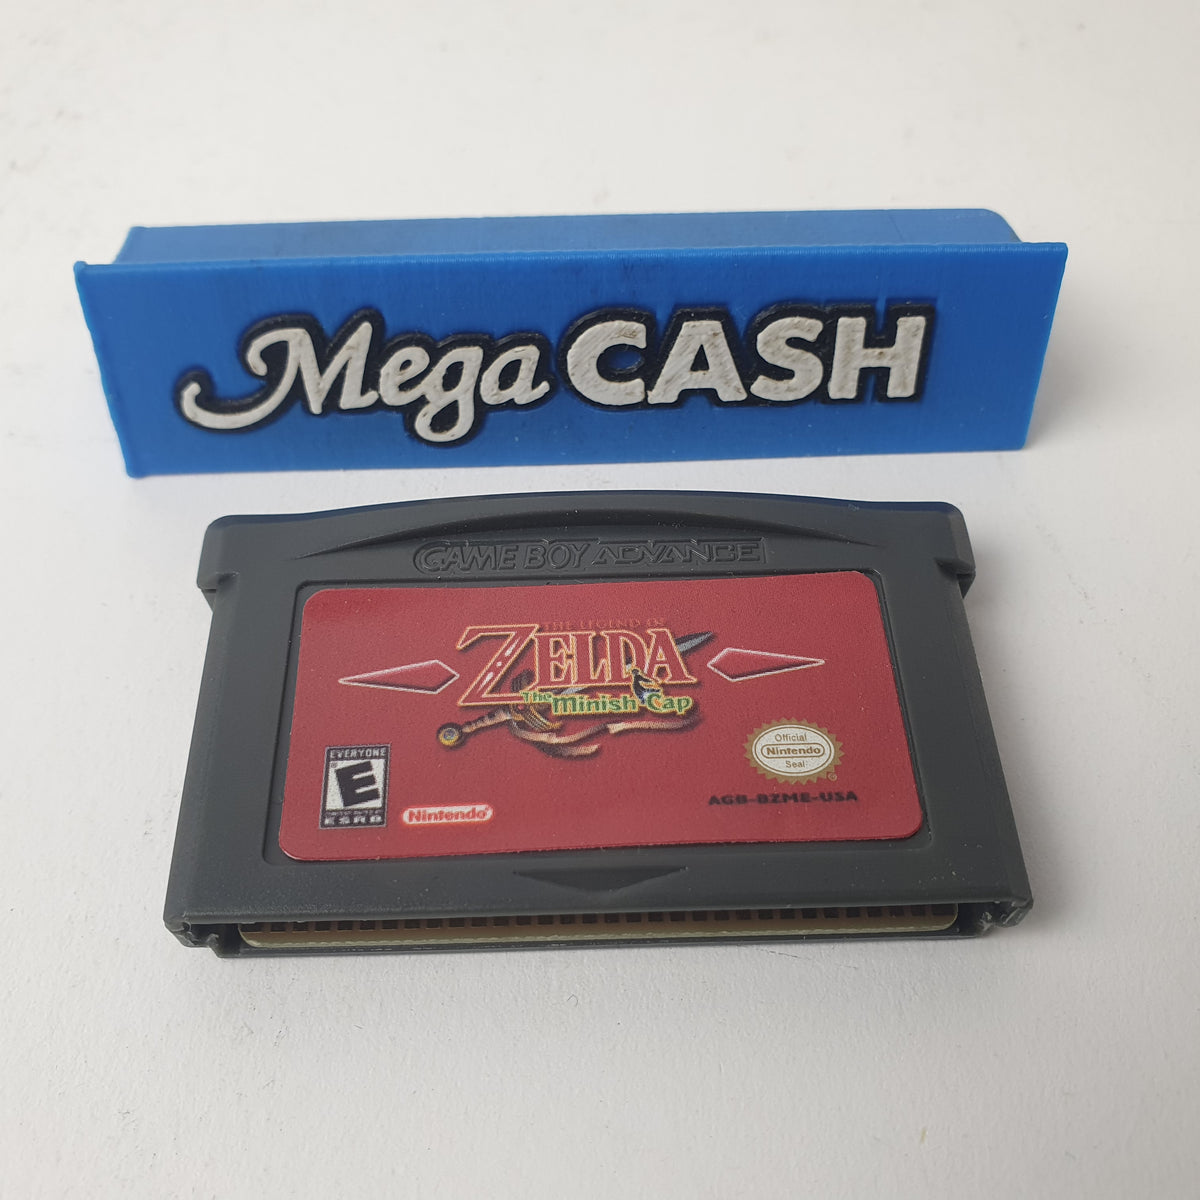 Mega CASH
GAME BOY ADVANCE
THE LEGEND OF
ZELDA
The Minish Cap
EVERYONE
E
ESRB
Nintendo
Official
Nintendo
Seal
AGB-BZME-USA